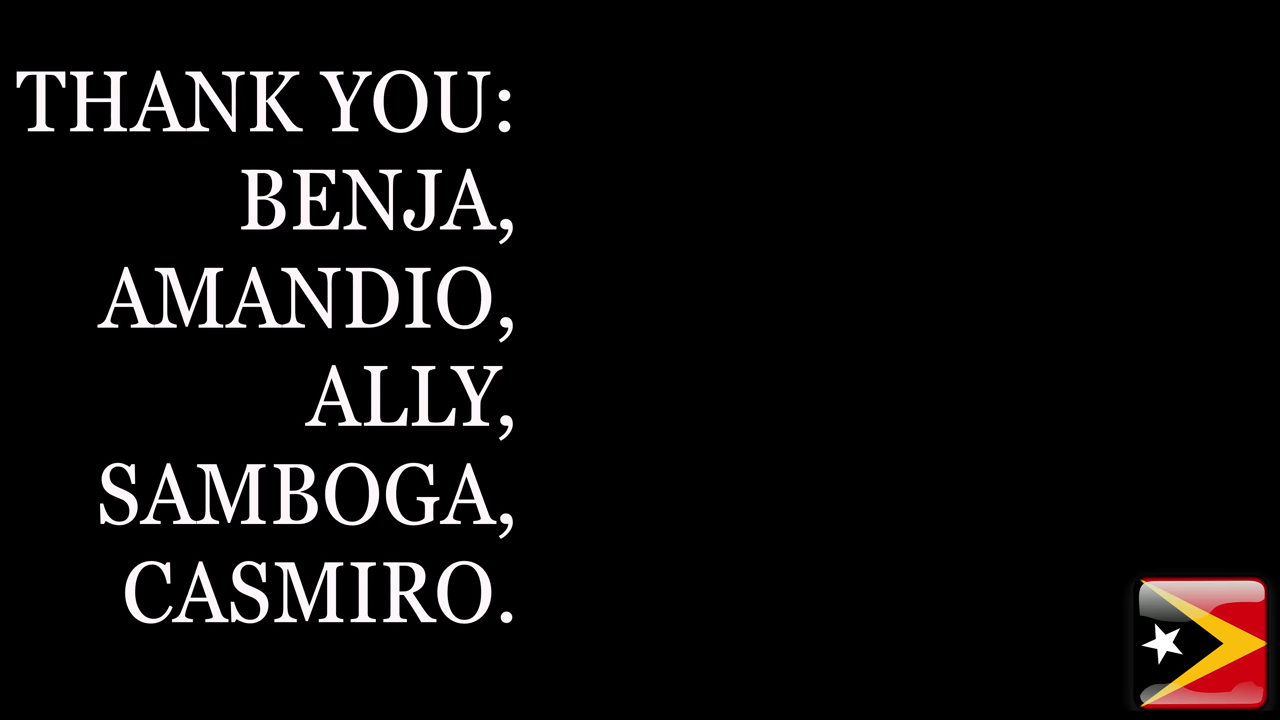 THANK YOU:
BENJA,
AMANDIO,
ALLY,
SAMBOGA,
CASMIRO.